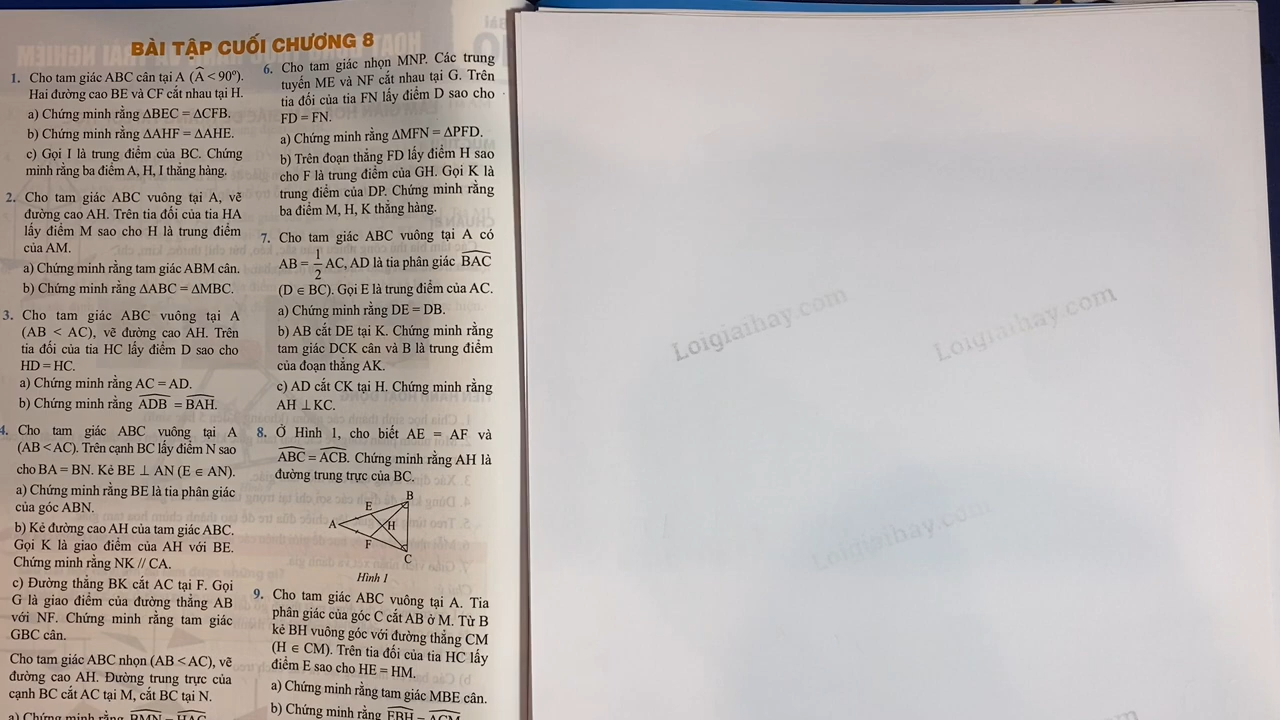 BÀI TẬP CUỐI CHƯƠNG 8
1. Cho tam giác ABC cân tại A (Â < 90°).
Hai đường cao BE và CF cắt nhau tại H.
a) Chứng minh rằng ΔBEC = ΔCFB.
b) Chứng minh rằng ΔAHF = ΔAHE.
c) Gọi I là trung điểm của BC. Chứng
minh rằng ba điểm A, H, I thẳng hàng.
2. Cho tam giác ABC vuông tại A, vẽ
đường cao AH. Trên tia đối của tia HA
lấy điểm M sao cho H là trung điểm
của AM.
a) Chứng minh rằng tam giác ABM cân.
b) Chứng minh rằng ΔABC = ΔMBC.
3. Cho tam giác ABC vuông tại A
(AB < AC), vẽ đường cao AH. Trên
tia đối của tia HC lấy điểm D sao cho
HD = HC.
a) Chứng minh rằng AC = AD.
b) Chứng minh rằng ADB = BAH.
4. Cho tam giác ABC vuông tại A
(AB < AC). Trên cạnh BC lấy điểm N sao
cho BA = BN. Kẻ BE ⊥ AN (E ∈ AN).
a) Chứng minh rằng BE là tia phân giác
của góc ABN.
b) Kẻ đường cao AH của tam giác ABC.
Gọi K là giao điểm của AH với BE.
Chứng minh rằng NK // CA.
c) Đường thẳng BK cắt AC tại F. Gọi
G là giao điểm của đường thẳng AB
với NF. Chứng minh rằng tam giác
GBC cân.
Cho tam giác ABC nhọn (AB < AC), vẽ
đường cao AH. Đường trung trực của
cạnh BC cắt AC tại M, cắt BC tại N.
a) Chứng minh rằng BMN = HAC
6. Cho tam giác nhọn MNP. Các trung
tuyến ME và NF cắt nhau tại G. Trên
tia đối của tia FN lấy điểm D sao cho
FD = FN.
a) Chứng minh rằng ΔMFN = ΔPFD.
b) Trên đoạn thẳng FD lấy điểm H sao
cho F là trung điểm của GH. Gọi K là
trung điểm của DP. Chứng minh rằng
ba điểm M, H, K thẳng hàng.
7. Cho tam giác ABC vuông tại A có
AB = 1/2 AC, AD là tia phân giác BAC
(D ∈ BC). Gọi E là trung điểm của AC.
a) Chứng minh rằng DE = DB.
b) AB cắt DE tại K. Chứng minh rằng
tam giác DCK cân và B là trung điểm
của đoạn thẳng AK.
c) AD cắt CK tại H. Chứng minh rằng
AH ⊥ KC.
8. Ở Hình 1, cho biết AE = AF và
ABC = ACB. Chứng minh rằng AH là
đường trung trực của BC.
B
E
A
H
F
C
Hình 1
9. Cho tam giác ABC vuông tại A. Tia
phân giác của góc C cắt AB ở M. Từ B
kẻ BH vuông góc với đường thẳng CM
(H ∈ CM). Trên tia đối của tia HC lấy
điểm E sao cho HE = HM.
a) Chứng minh rằng tam giác MBE cân.
b) Chứng minh rằng EBH = ACM
Loigiaihay.com
Loigiaihay.com
Loigiaihay.com